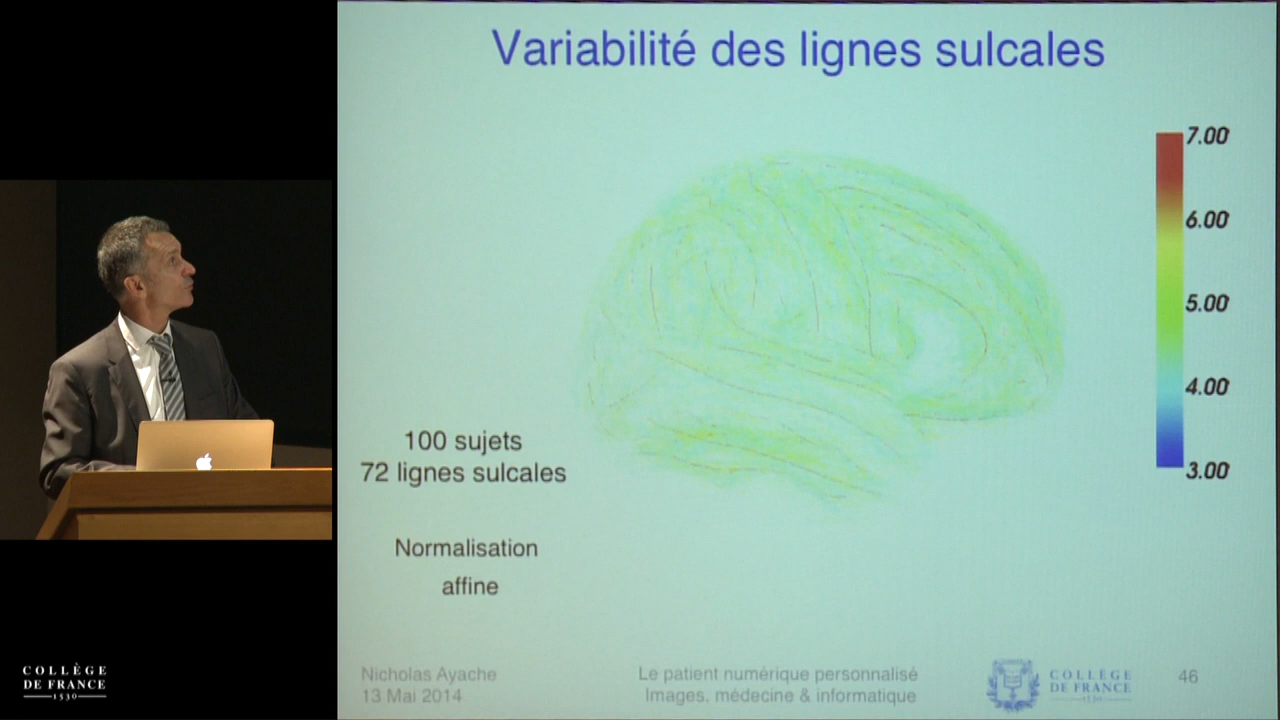 Variabilité des lignes sulcales
7.00
6.00
5.00
4.00
3.00
100 sujets
72 lignes sulcales
Normalisation
affine
Nicholas Ayache
13 Mai 2014
Le patient numérique personnalisé
Images, médecine & informatique
COLLÈGE
DE FRANCE
1530
46
COLLÈGE
DE FRANCE
1530